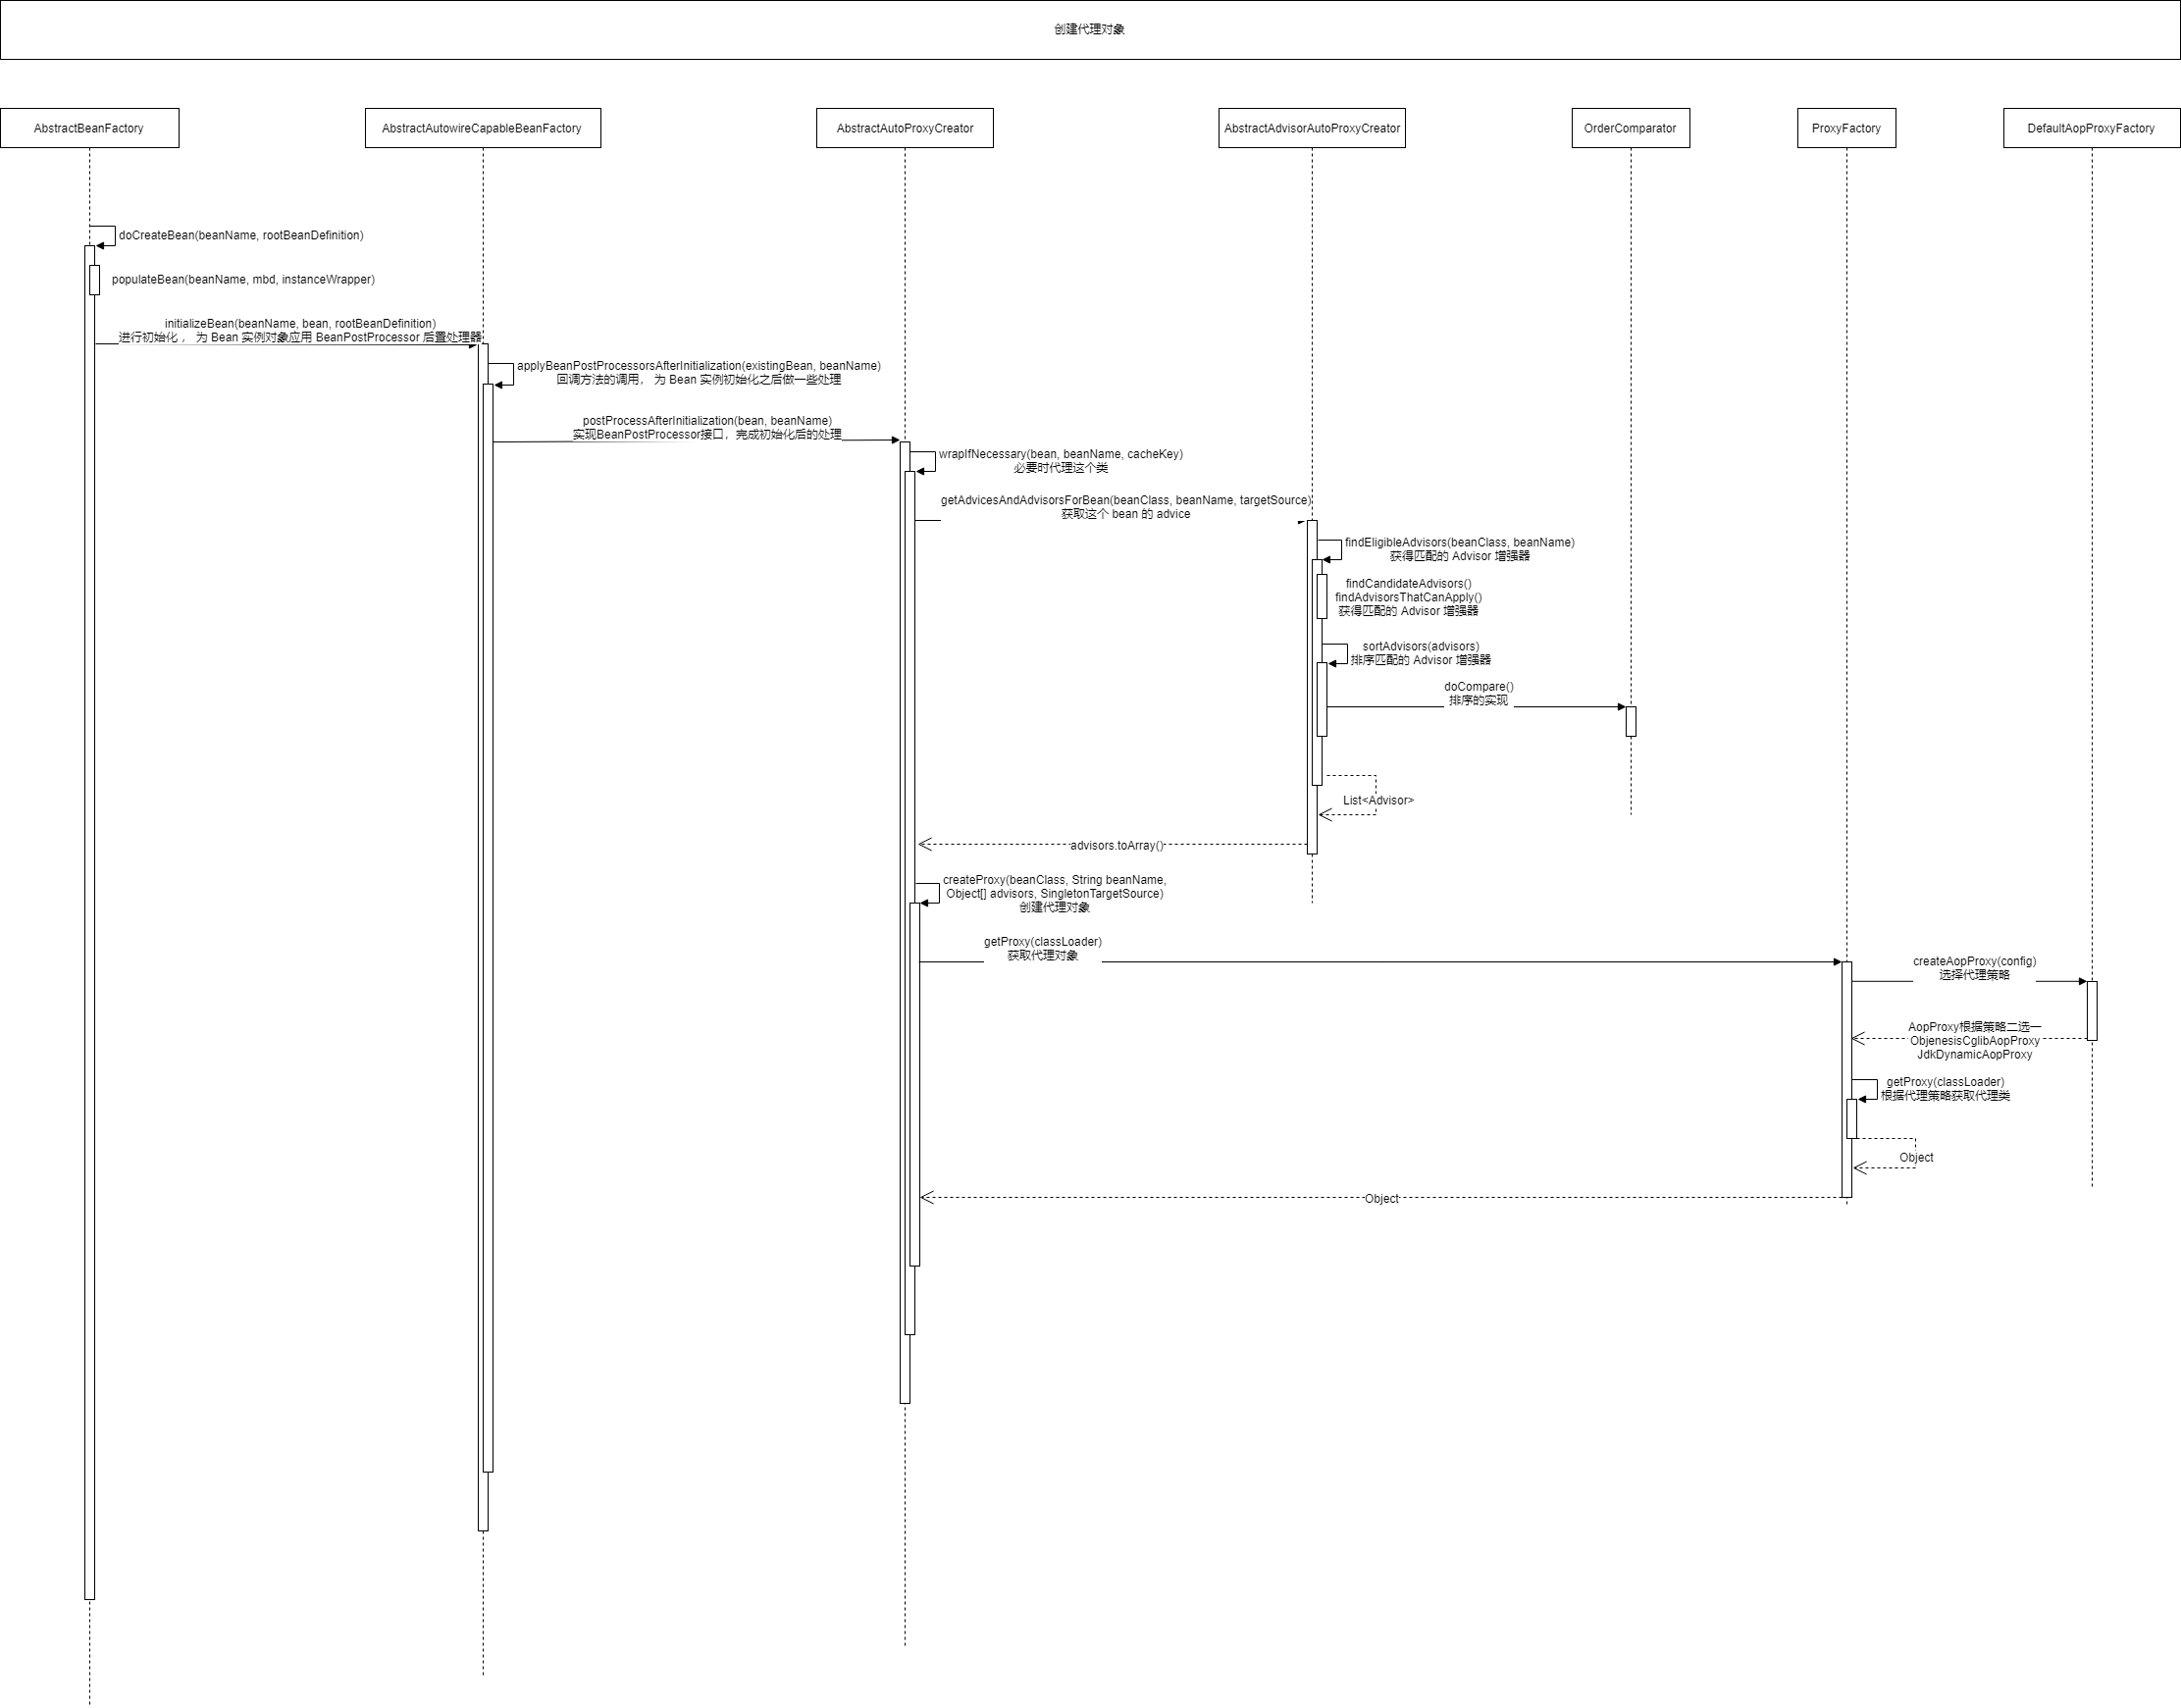 创建代理对象
AbstractBeanFactory
AbstractAutowireCapableBeanFactory
AbstractAutoProxyCreator
AbstractAdvisorAutoProxyCreator
OrderComparator
ProxyFactory
DefaultAopProxyFactory
doCreateBean(beanName, rootBeanDefinition)
populateBean(beanName, mbd, instanceWrapper)
initializeBean(beanName, bean, rootBeanDefinition)
进行初始化， 为 Bean 实例对象应用 BeanPostProcessor 后置处理器
applyBeanPostProcessorsAfterInitialization(existingBean, beanName)
回调方法的调用， 为 Bean 实例初始化之后做一些处理
postProcessAfterInitialization(bean, beanName)
实现BeanPostProcessor接口，完成初始化后的处理
wrapIfNecessary(bean, beanName, cacheKey)
必要时代理这个类
getAdvicesAndAdvisorsForBean(beanClass, beanName, targetSource)
获取这个 bean 的 advice
findEligibleAdvisors(beanClass, beanName)
获得匹配的 Advisor 增强器
findCandidateAdvisors()
findAdvisorsThatCanApply()
获得匹配的 Advisor 增强器
sortAdvisors(advisors)
排序匹配的 Advisor 增强器
doCompare()
排序的实现
List<Advisor>
advisors.toArray()
createProxy(beanClass, String beanName,
Object[] advisors, SingletonTargetSource)
创建代理对象
getProxy(classLoader)
获取代理对象
createAopProxy(config)
选择代理策略
AopProxy根据策略二选一
ObjenesisCglibAopProxy
JdkDynamicAopProxy
getProxy(classLoader)
根据代理策略获取代理类
Object
Object